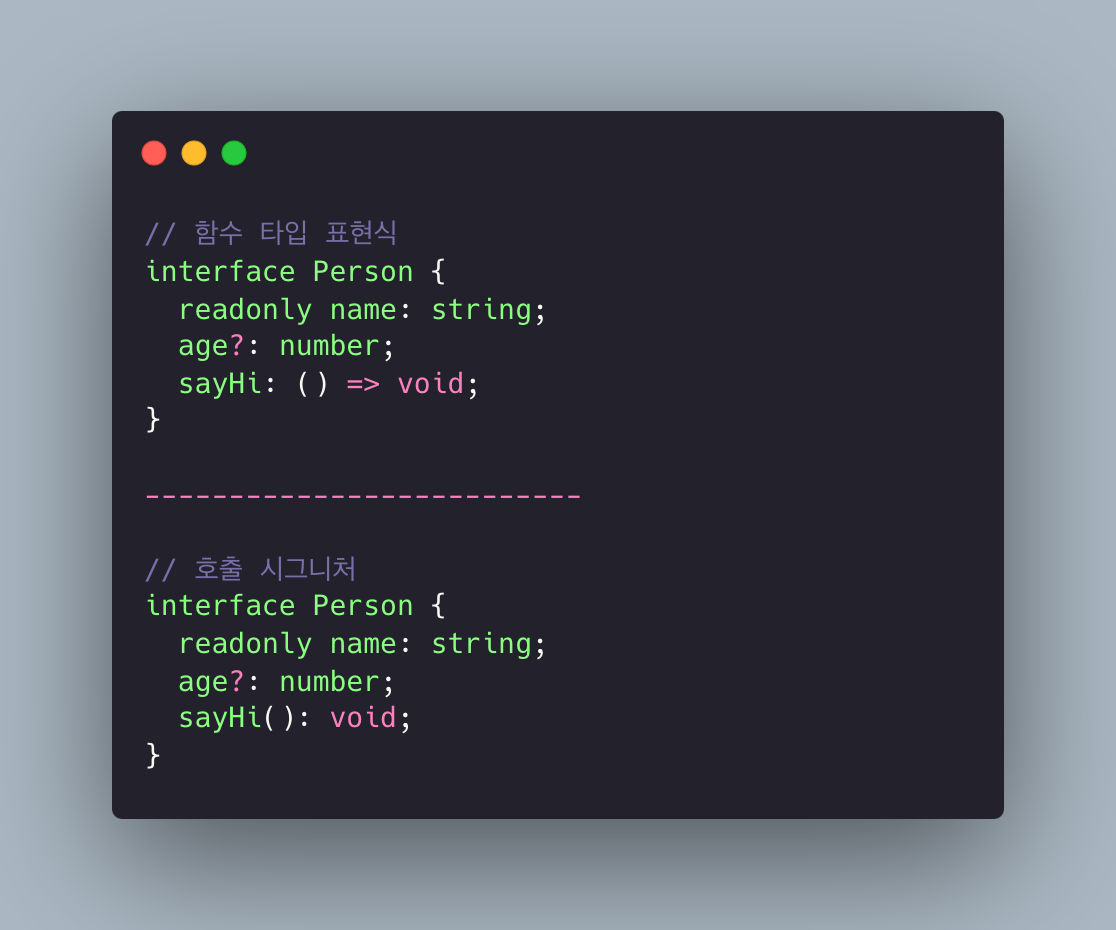 // 함수 타입 표현식
interface Person {
  readonly name: string;
  age?: number;
  sayHi: () => void;
}
--------------------------
// 호출 시그니처
interface Person {
  readonly name: string;
  age?: number;
  sayHi(): void;
}